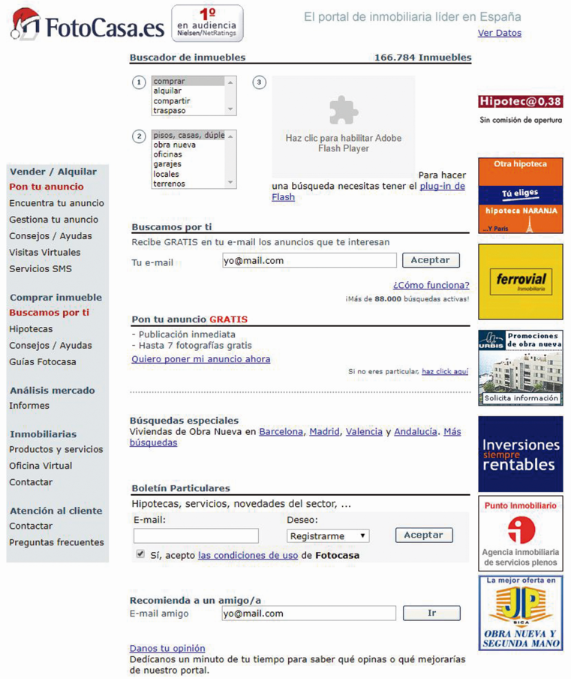 FotoCasa.es
1º
en audiencia
Nielsen//NetRatings
El portal de inmobiliaria líder en España
Ver Datos
Buscador de inmuebles
166.784 Inmuebles
1
comprar
alquilar
compartir
traspaso
2
pisos, casas, dúple
obra nueva
oficinas
garajes
locales
terrenos
3
Haz clic para habilitar Adobe
Flash Player
Para hacer
una búsqueda necesitas tener el plug-in de
Flash
Vender / Alquilar
Pon tu anuncio
Encuentra tu anuncio
Gestiona tu anuncio
Consejos / Ayudas
Visitas Virtuales
Servicios SMS
Comprar inmueble
Buscamos por ti
Hipotecas
Consejos / Ayudas
Guías Fotocasa
Análisis mercado
Informes
Inmobiliarias
Productos y servicios
Oficina Virtual
Contactar
Atención al cliente
Contactar
Preguntas frecuentes
Buscamos por ti
Recibe GRATIS en tu e-mail los anuncios que te interesan
Tu e-mail
yo@mail.com
Aceptar
¿Cómo funciona?
¡Más de 88.000 búsquedas activas!
Pon tu anuncio GRATIS
- Publicación inmediata
- Hasta 7 fotografías gratis
Quiero poner mi anuncio ahora
Si no eres particular, haz click aquí
Búsquedas especiales
Viviendas de Obra Nueva en Barcelona, Madrid, Valencia y Andalucía. Más
búsquedas
Boletín Particulares
Hipotecas, servicios, novedades del sector, ...
E-mail:
Deseo:
Registrarme
Aceptar
Sí, acepto las condiciones de uso de Fotocasa
Recomienda a un amigo/a
E-mail amigo
yo@mail.com
Ir
Danos tu opinión
Dedícanos un minuto de tu tiempo para saber qué opinas o qué mejorarías
de nuestro portal.
Hipotec@0,38
Sin comisión de apertura
Otra hipoteca
Tú eliges
hipoteca NARANJA
...Y París
ferrovial
Inmobiliaria
URBIS
Promociones
de obra nueva
Solicita información
Inversiones
siempre
rentables
Punto Inmobiliario
Agencia inmobiliaria
de servicios plenos
La mejor oferta en
JP
OBRA NUEVA Y
SEGUNDA MANO